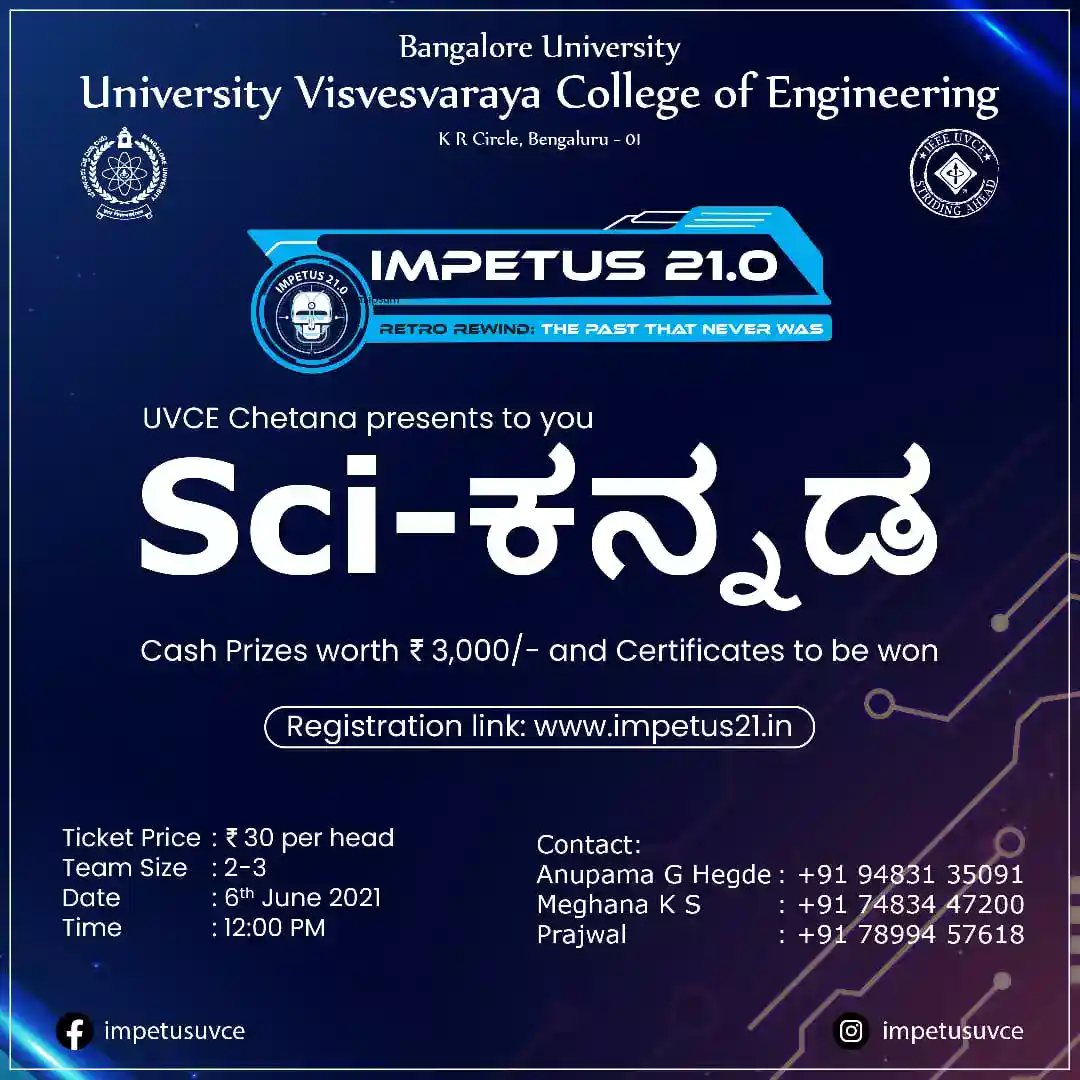 Bangalore University
University Visvesvaraya College of Engineering
K R Circle, Bengaluru - 01
BANGALORE UNIVERSITY
IEEE UVCE
STRIDING AHEAD
IMPETUS 21.0
IMPETUS 21.0
RETRO REWIND: THE PAST THAT NEVER WAS
UVCE Chetana presents to you
Sci-ಕನ್ನಡ
Cash Prizes worth ₹ 3,000/- and Certificates to be won
Registration link: www.impetus21.in
Ticket Price : ₹ 30 per head
Team Size : 2-3
Date : 6th June 2021
Time : 12:00 PM
Contact:
Anupama G Hegde : +91 94831 35091
Meghana K S : +91 74834 47200
Prajwal : +91 78994 57618
impetusuvce
impetusuvce